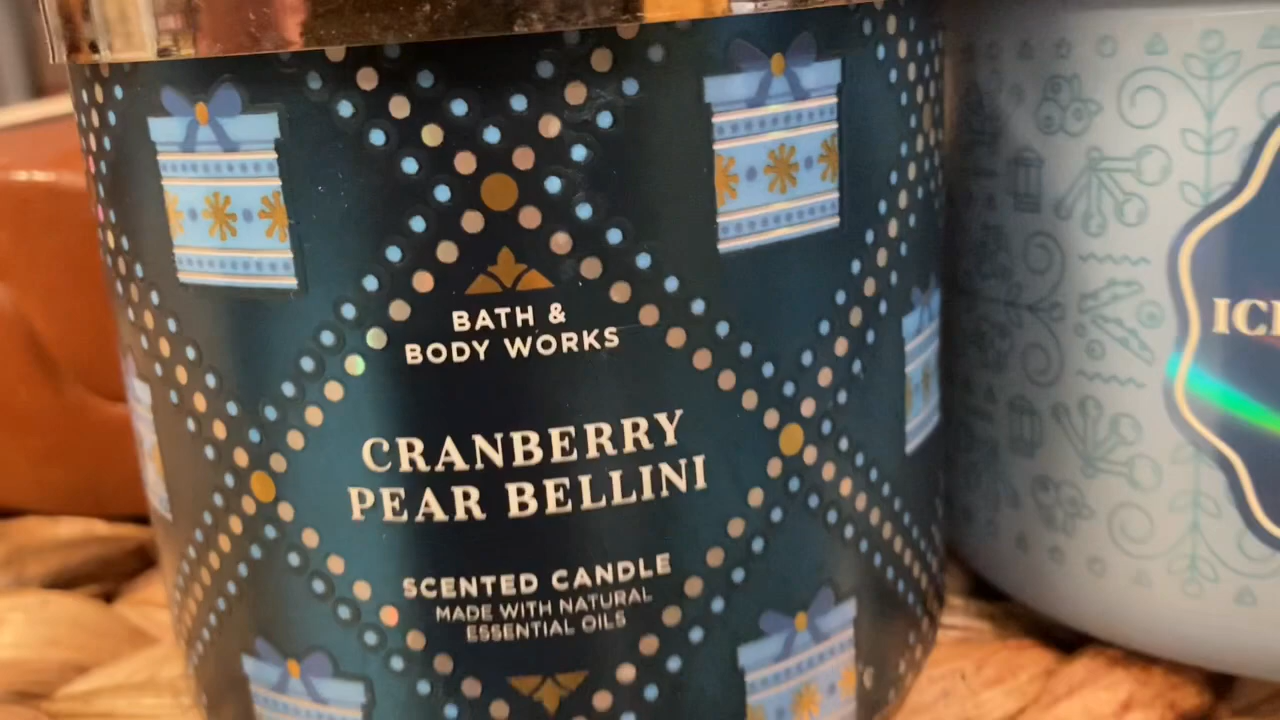 BATH &
BODY WORKS
CRANBERRY
PEAR BELLINI
SCENTED CANDLE
MADE WITH NATURAL
ESSENTIAL OILS